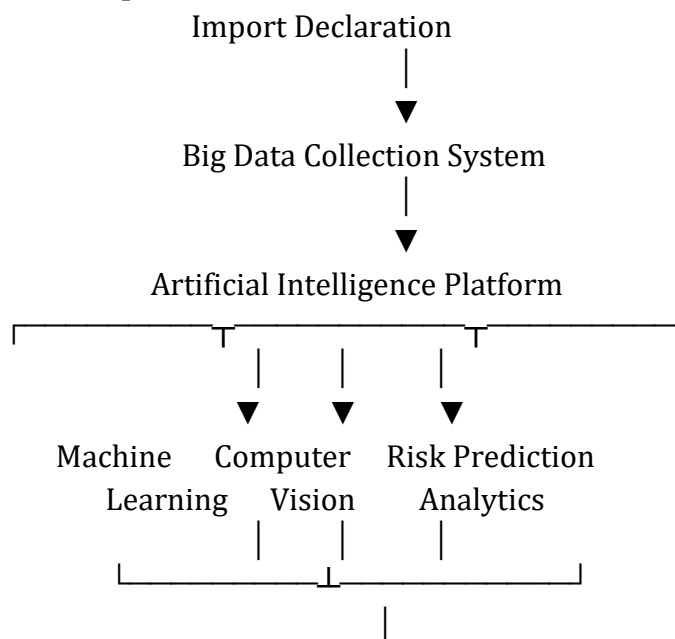 Import Declaration
Big Data Collection System
Artificial Intelligence Platform
Machine Computer Risk Prediction
Learning Vision Analytics